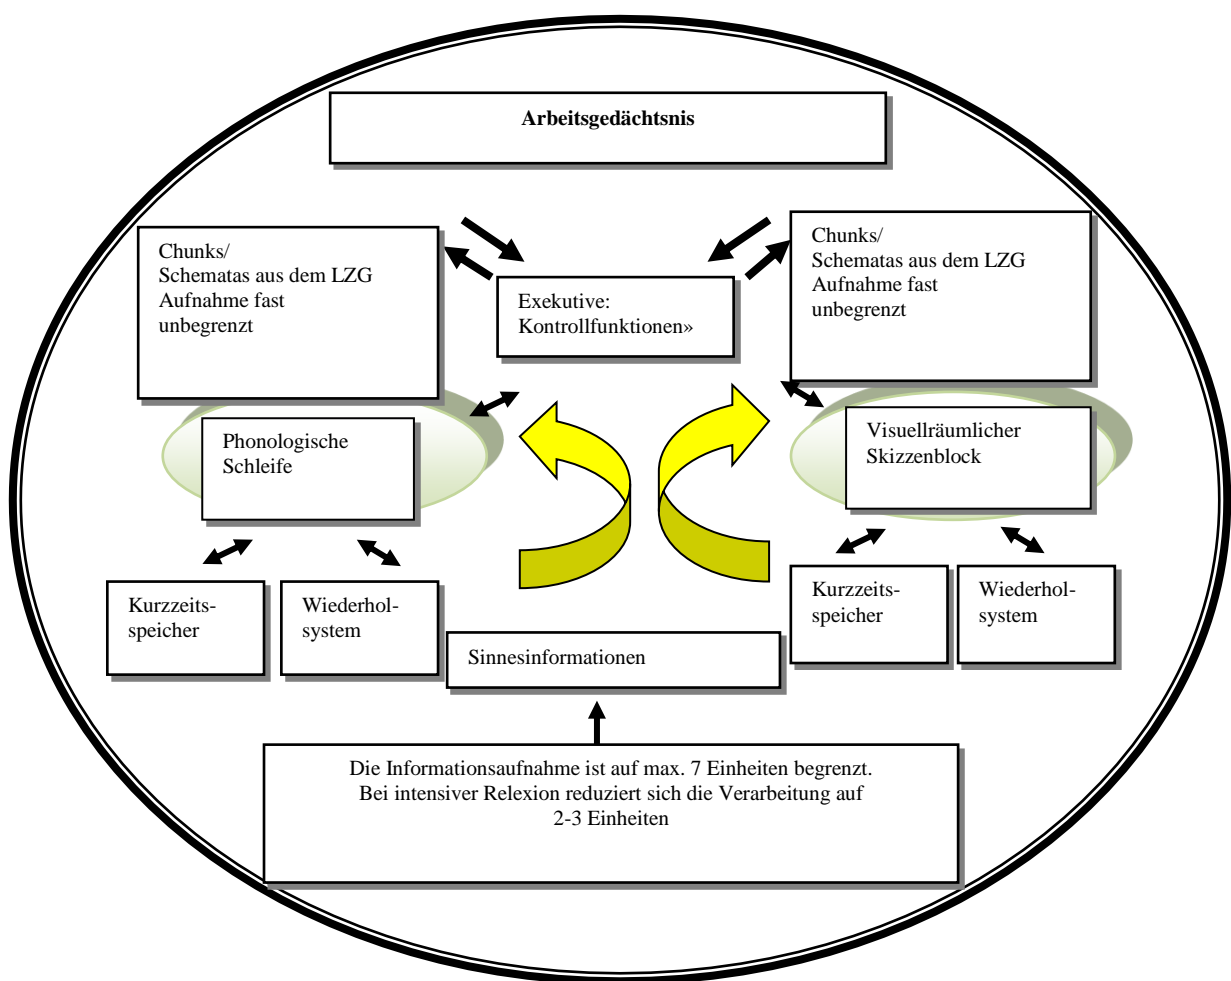 Arbeitsgedächtsnis
Chunks/
Schematas aus dem LZG
Aufnahme fast
unbegrenzt
Exekutive:
Kontrollfunktionen»
Chunks/
Schematas aus dem LZG
Aufnahme fast
unbegrenzt
Phonologische
Schleife
Visuellräumlicher
Skizzenblock
Kurzzeits-
speicher
Wiederhol-
system
Sinnesinformationen
Kurzzeits-
speicher
Wiederhol-
system
Die Informationsaufnahme ist auf max. 7 Einheiten begrenzt.
Bei intensiver Relexion reduziert sich die Verarbeitung auf
2-3 Einheiten